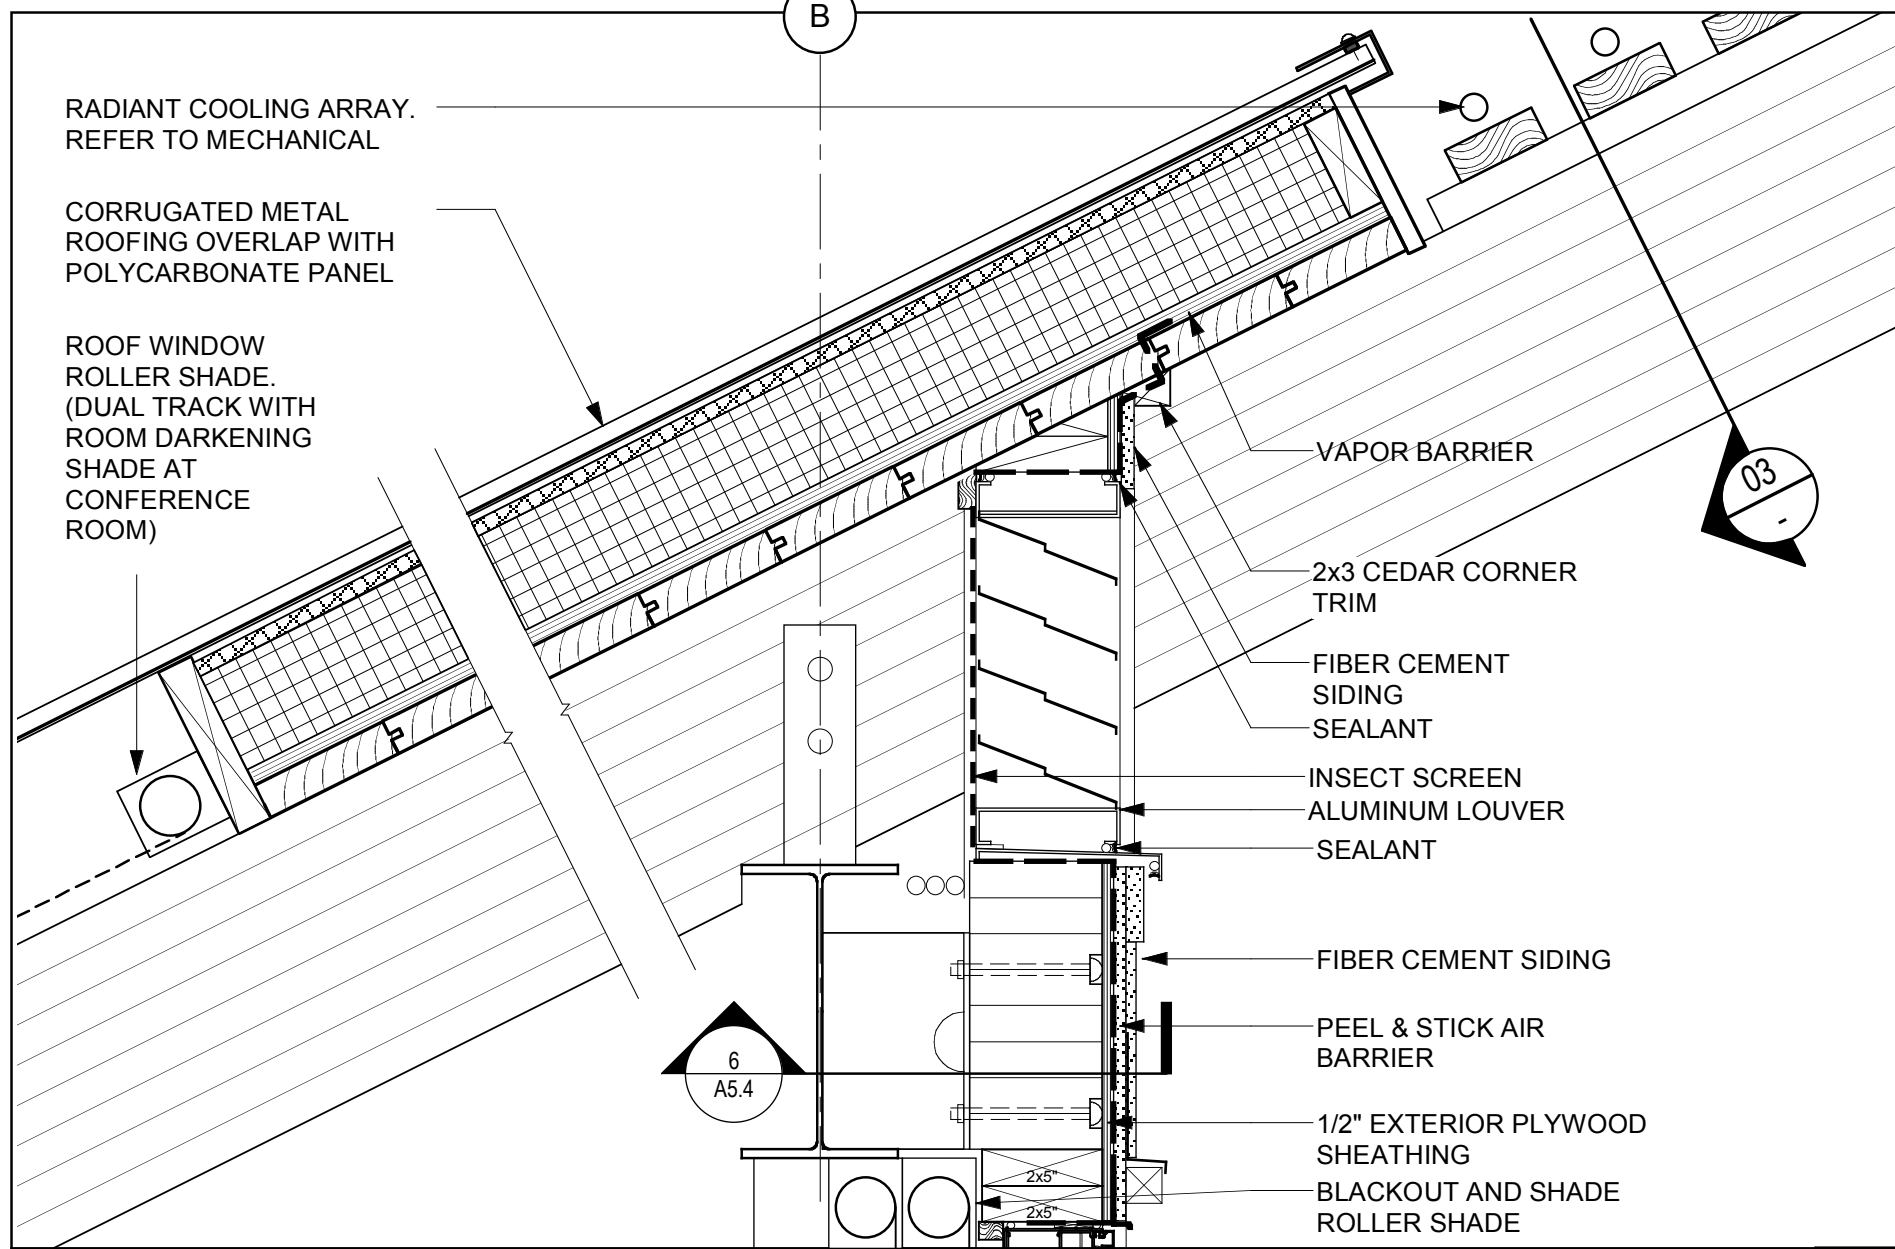 B
RADIANT COOLING ARRAY.
REFER TO MECHANICAL
CORRUGATED METAL
ROOFING OVERLAP WITH
POLYCARBONATE PANEL
ROOF WINDOW
ROLLER SHADE.
(DUAL TRACK WITH
ROOM DARKENING
SHADE AT
CONFERENCE
ROOM)
VAPOR BARRIER
03
-
2x3 CEDAR CORNER
TRIM
FIBER CEMENT
SIDING
SEALANT
INSECT SCREEN
ALUMINUM LOUVER
SEALANT
FIBER CEMENT SIDING
PEEL & STICK AIR
BARRIER
6
A5.4
1/2" EXTERIOR PLYWOOD
SHEATHING
2x5"
2x5"
BLACKOUT AND SHADE
ROLLER SHADE